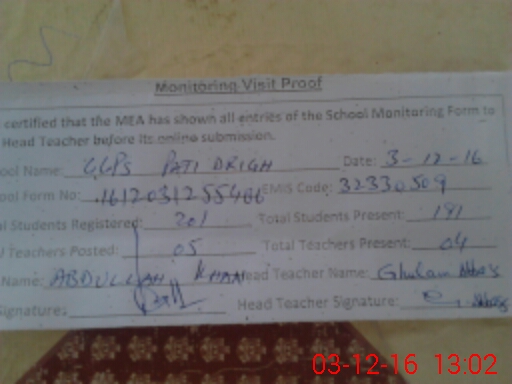 Monitoring Visit Proof
certified that the MEA has shown all entries of the School Monitoring Form to
Head Teacher before its online submission.
ool Name: GGPS PATI DRIGH Date: 3-12-16
ool Form No: .1612031255466 EMIS Code: 32330509
al Students Registered: 201 Total Students Present: 191
Teachers Posted: 05 Total Teachers Present: 04
Name: ABDULLAH KHAN Head Teacher Name: Ghulam Abbas
Signature: Head Teacher Signature: Abbas
03-12-16 13:02